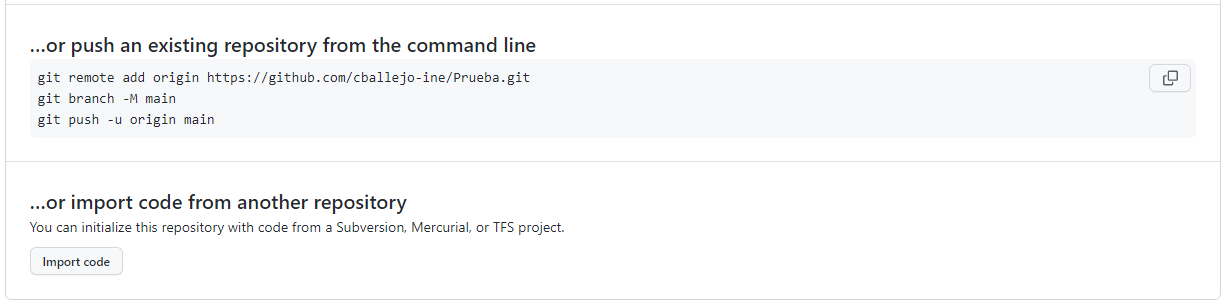 …or push an existing repository from the command line
git remote add origin https://github.com/cballejo-ine/Prueba.git
git branch -M main
git push -u origin main
…or import code from another repository
You can initialize this repository with code from a Subversion, Mercurial, or TFS project.
Import code